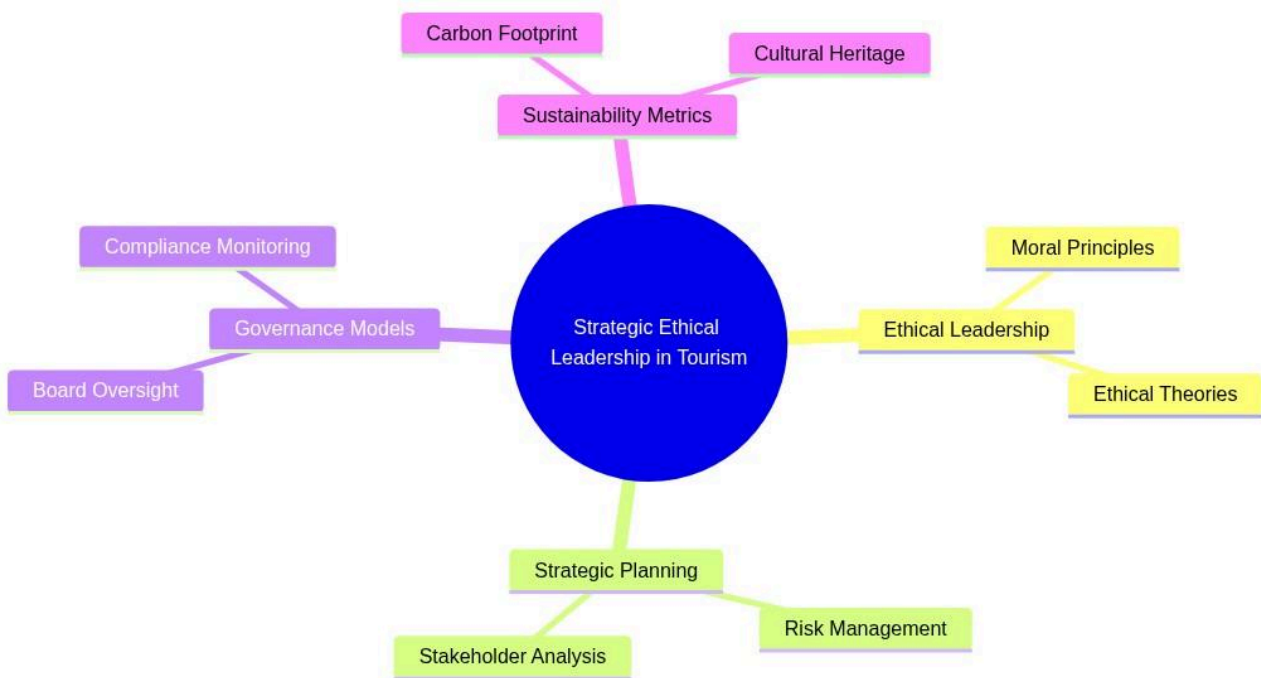 Carbon Footprint
Cultural Heritage
Sustainability Metrics
Compliance Monitoring
Moral Principles
Governance Models
Strategic Ethical
Leadership in Tourism
Ethical Leadership
Board Oversight
Ethical Theories
Strategic Planning
Risk Management
Stakeholder Analysis